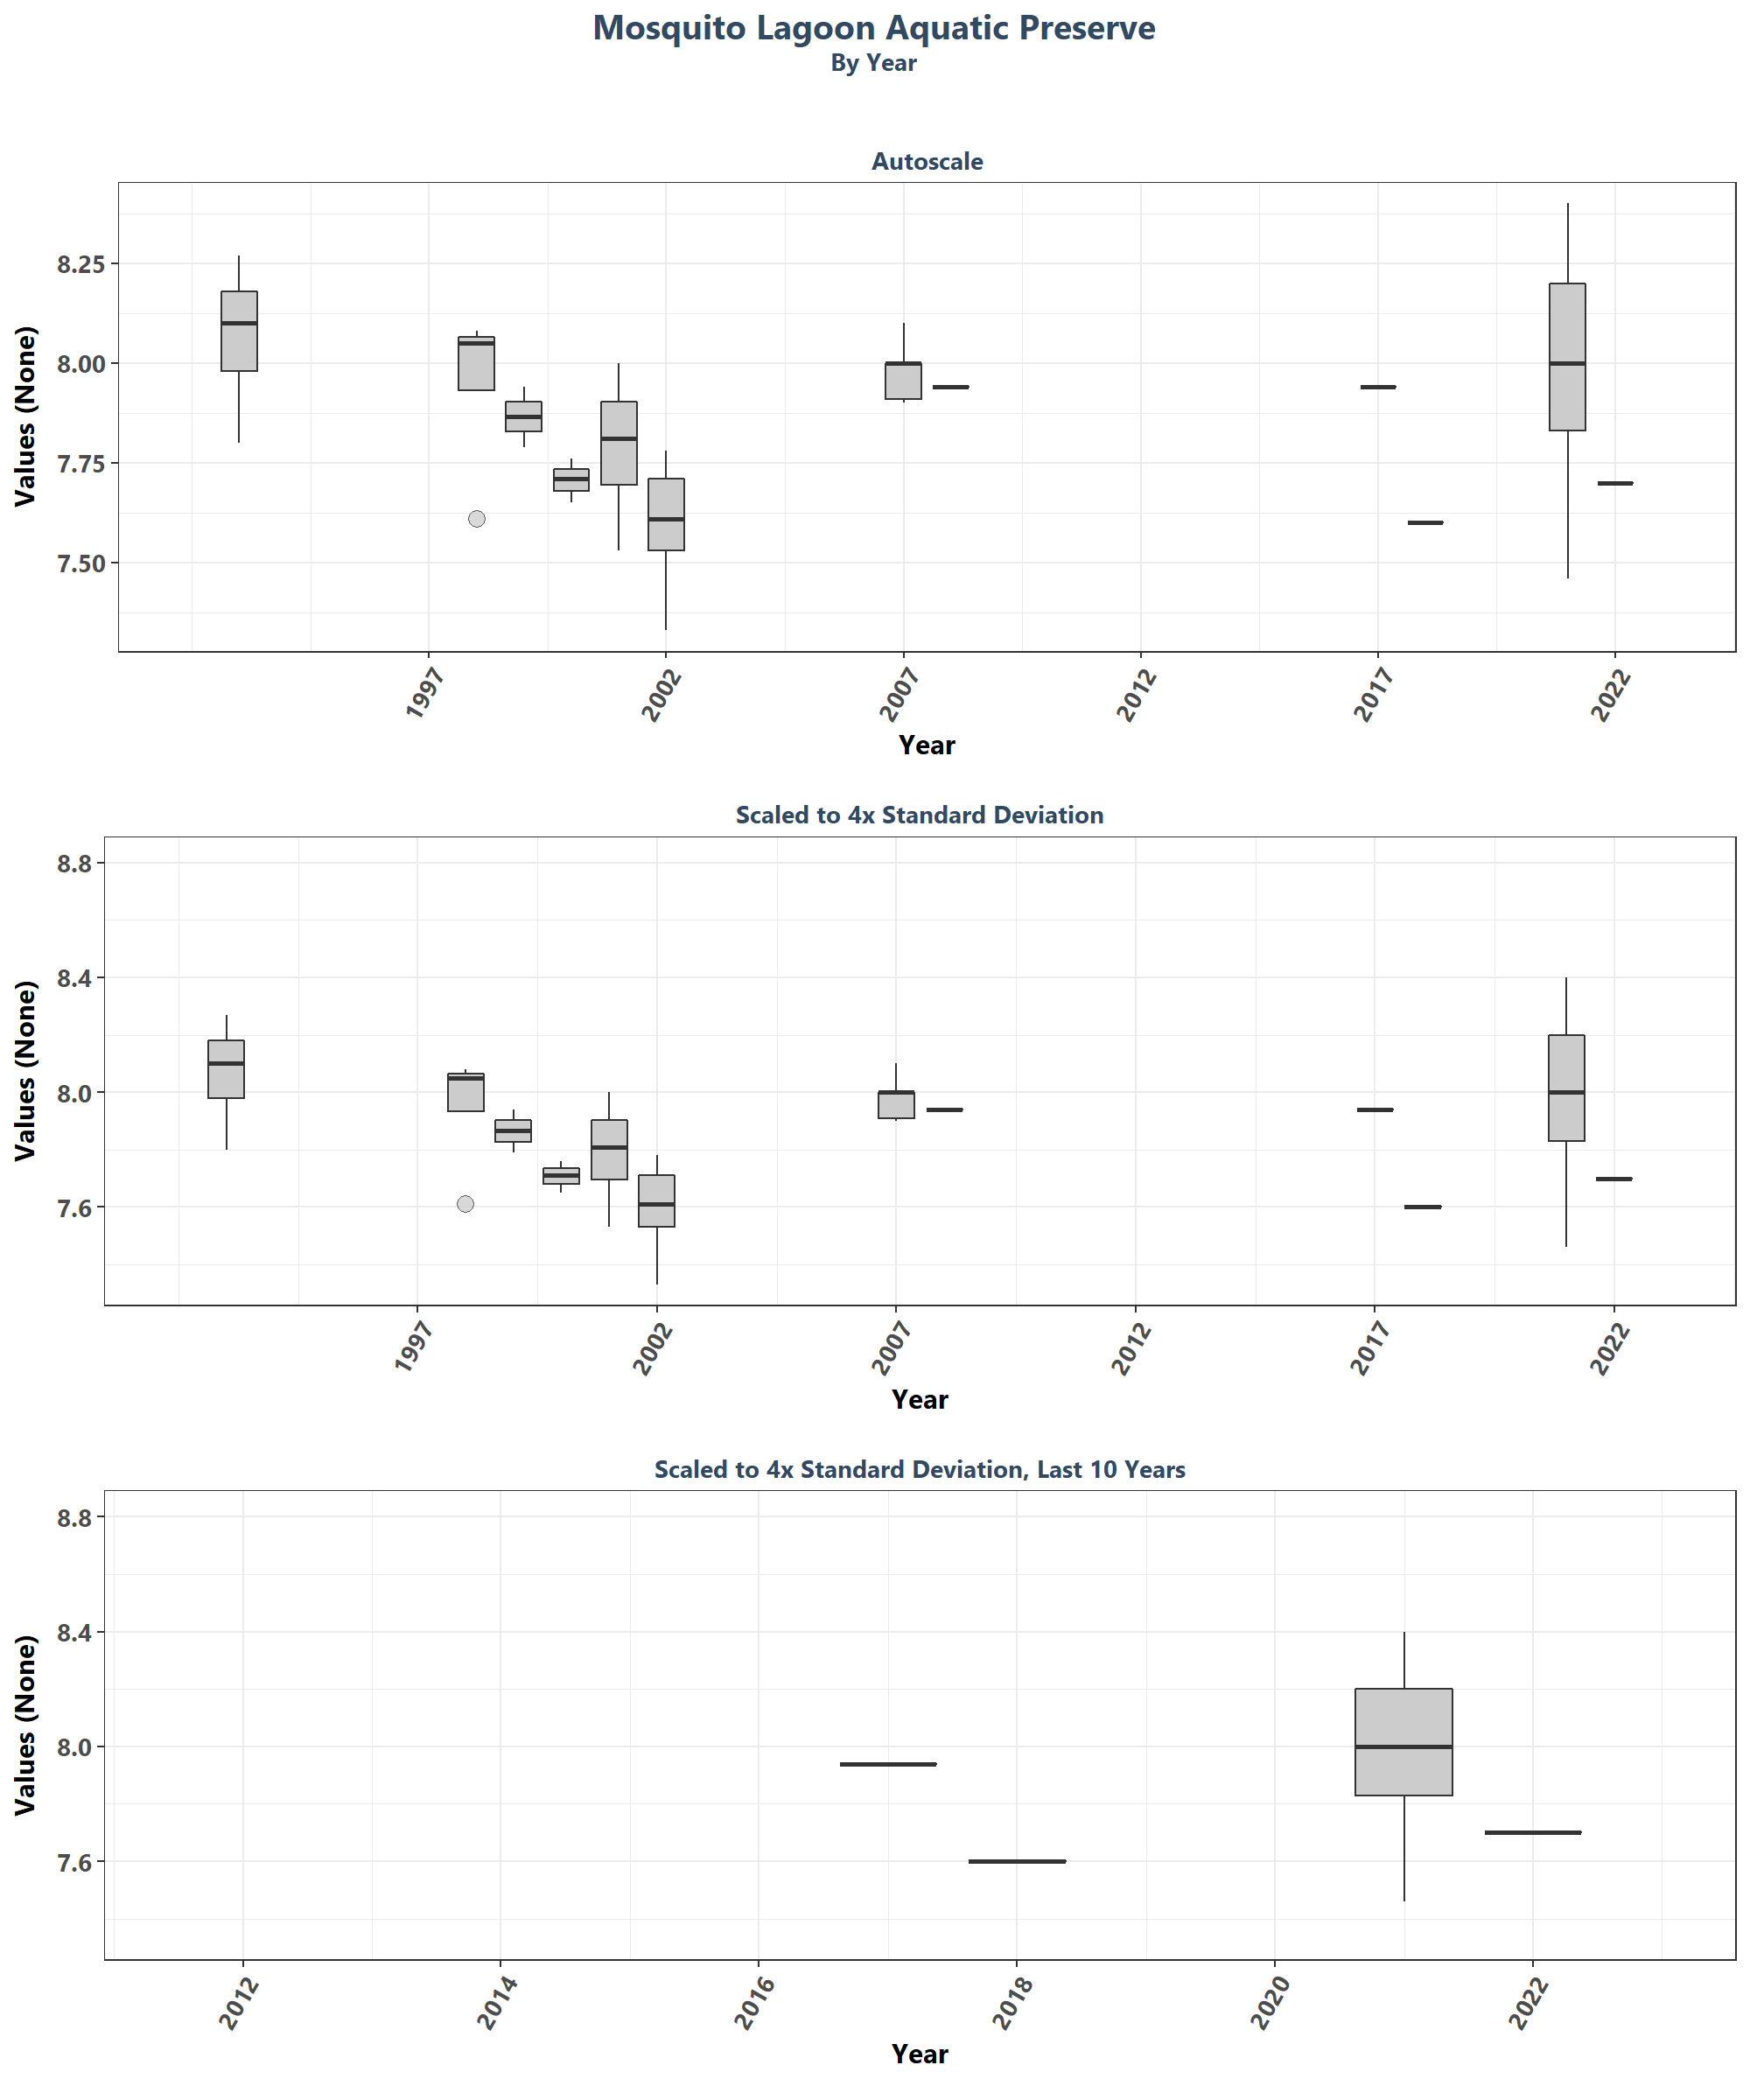 Mosquito Lagoon Aquatic Preserve
By Year
Autoscale
Values (None)
8.25
8.00
7.75
7.50
1997 2002 2007 2012 2017 2022
Year
Scaled to 4x Standard Deviation
Values (None)
8.8
8.4
8.0
7.6
1997 2002 2007 2012 2017 2022
Year
Scaled to 4x Standard Deviation, Last 10 Years
Values (None)
8.8
8.4
8.0
7.6
2012 2014 2016 2018 2020 2022
Year